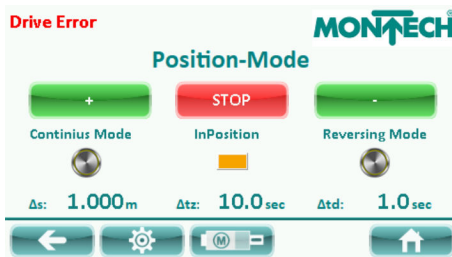 Drive Error
MONTECH®
Position-Mode
+ STOP -
Continius Mode InPosition Reversing Mode
Δs: 1.000 m Δtz: 10.0 sec Δtd: 1.0 sec
M